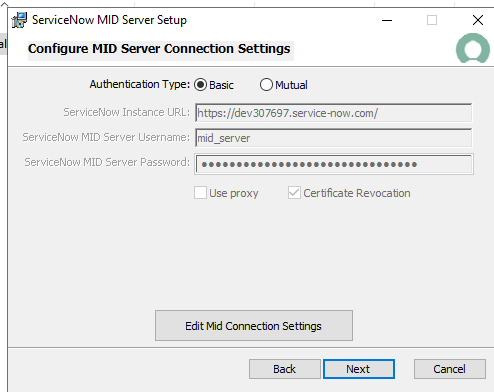 ServiceNow MID Server Setup
Configure MID Server Connection Settings
Authentication Type: Basic Mutual
ServiceNow Instance URL: https://dev307697.service-now.com/
ServiceNow MID Server Username: mid_server
ServiceNow MID Server Password: ●●●●●●●●●●●●●●●●●●●●●●●●●●●●●●
Use proxy Certificate Revocation
Edit Mid Connection Settings
Back Next Cancel